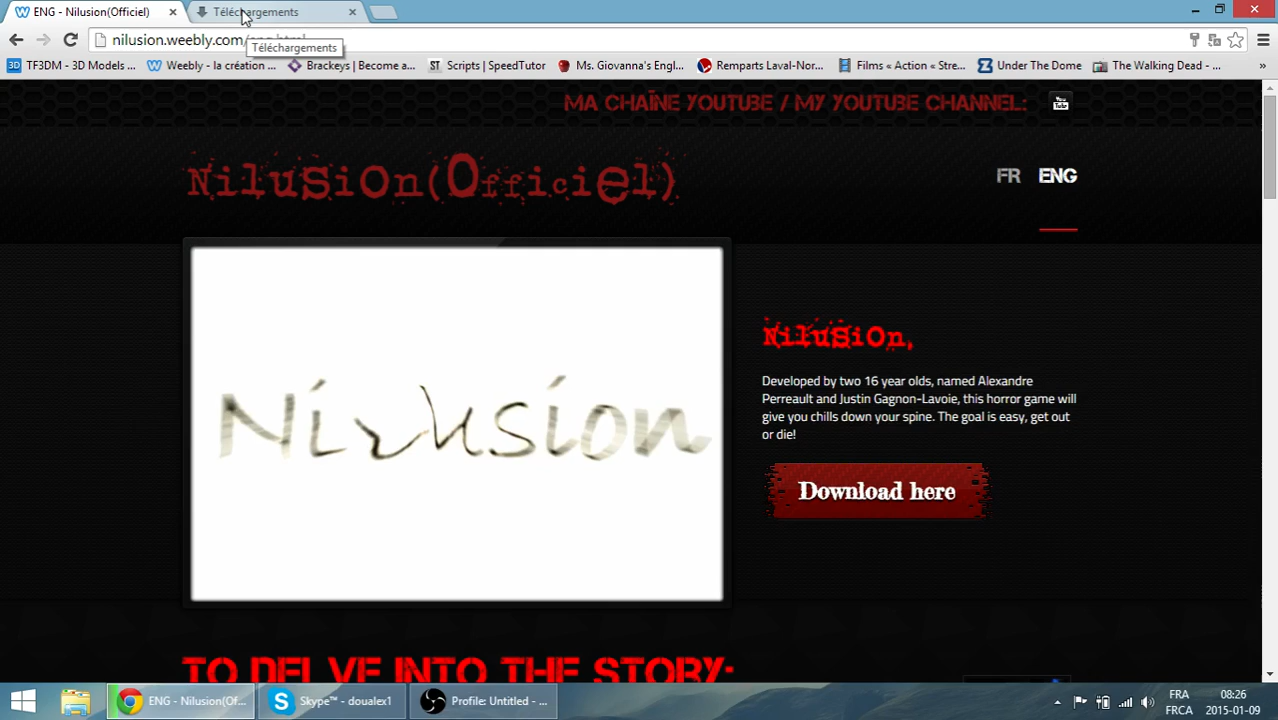 ENG - Nilusion(Officiel)
Téléchargements
nilusion.weebly.com/eng.html
Téléchargements
TF3DM - 3D Models ...
Weebly - la création ...
Brackeys | Become a...
ST Scripts | SpeedTutor
Ms. Giovanna's Engl...
Remparts Laval-Nor...
Films « Action « Stre...
Under The Dome
The Walking Dead - ...
»
MA CHAÎNE YOUTUBE / MY YOUTUBE CHANNEL:
You Tube
Nilusion(Officiel)
FR ENG
Nilusion
Nilusion,
Developed by two 16 year olds, named Alexandre
Perreault and Justin Gagnon-Lavoie, this horror game will
give you chills down your spine. The goal is easy, get out
or die!
Download here
TO DELVE INTO THE STORY:
ENG - Nilusion(Of...
Skype™ - doualex1
Profile: Untitled - ...
FRA
FRCA
08:26
2015-01-09